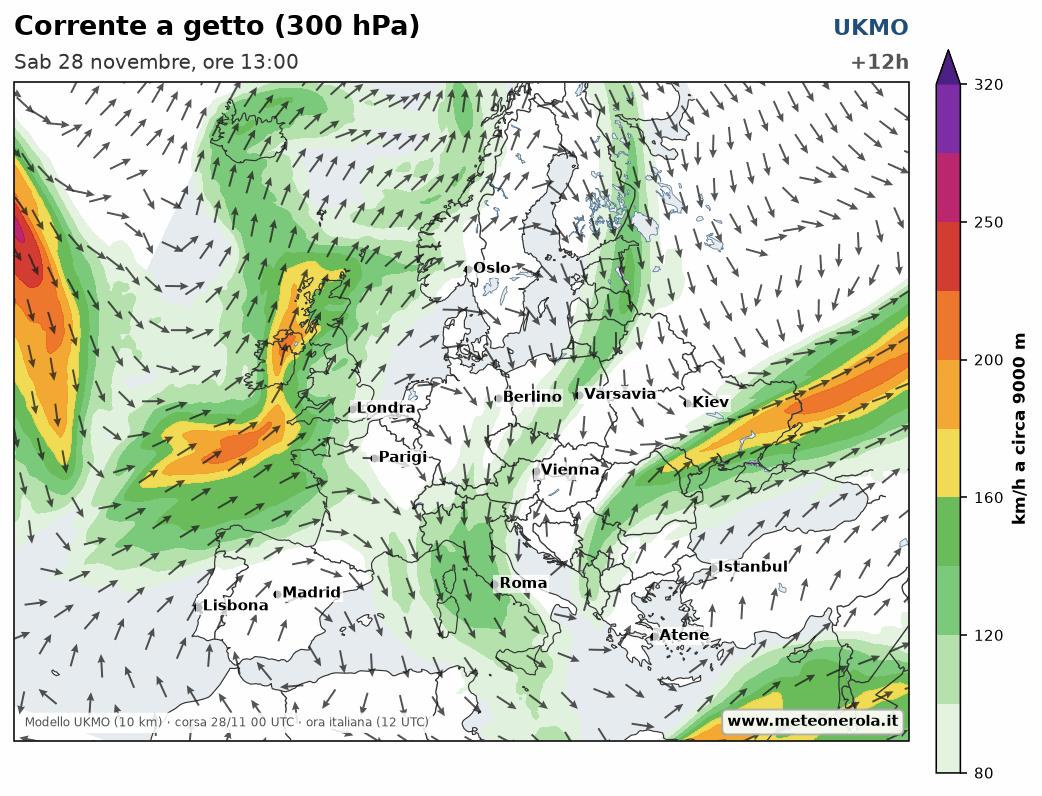 Corrente a getto (300 hPa)
UKMO
Sab 28 novembre, ore 13:00
+12h
320
250
200
160
120
80
km/h a circa 9000 m
Oslo
Berlino
Varsavia
Kiev
Londra
Parigi
Vienna
Istanbul
Roma
Madrid
Lisbona
Atene
Modello UKMO (10 km) · corsa 28/11 00 UTC · ora italiana (12 UTC)
www.meteonerola.it